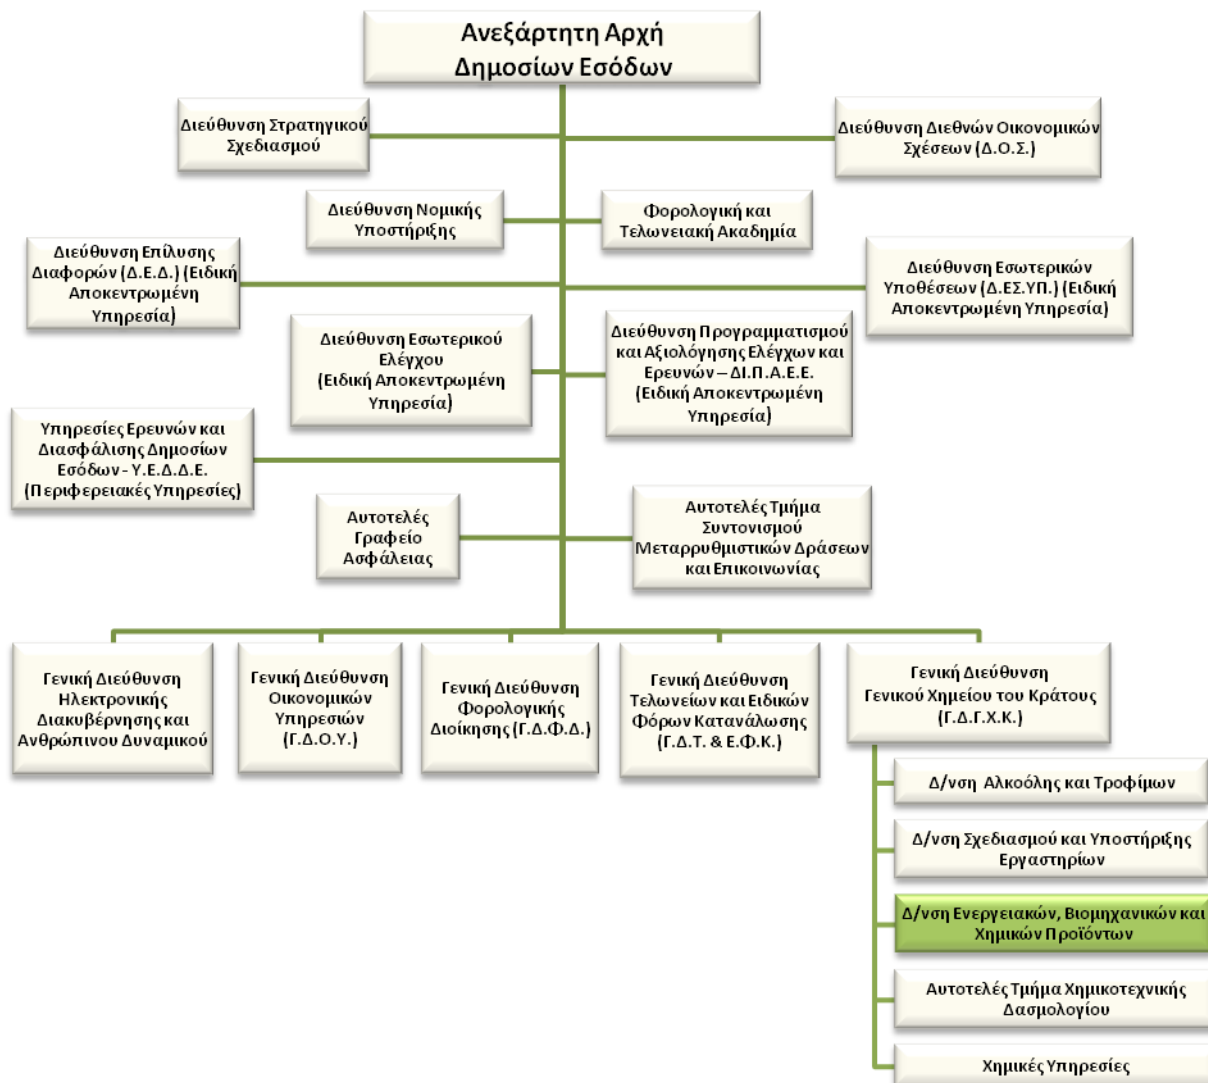 Ανεξάρτητη Αρχή
Δημοσίων Εσόδων
Διεύθυνση Στρατηγικού
Σχεδιασμού
Διεύθυνση Διεθνών Οικονομικών
Σχέσεων (Δ.Ο.Σ.)
Διεύθυνση Νομικής
Υποστήριξης
Φορολογική και
Τελωνειακή Ακαδημία
Διεύθυνση Επίλυσης
Διαφορών (Δ.Ε.Δ.) (Ειδική
Αποκεντρωμένη
Υπηρεσία)
Διεύθυνση Εσωτερικών
Υποθέσεων (Δ.ΕΣ.ΥΠ.) (Ειδική
Αποκεντρωμένη Υπηρεσία)
Διεύθυνση Εσωτερικού
Ελέγχου
(Ειδική Αποκεντρωμένη
Υπηρεσία)
Διεύθυνση Προγραμματισμού
και Αξιολόγησης Ελέγχων και
Ερευνών – ΔΙ.Π.Α.Ε.Ε.
(Ειδική Αποκεντρωμένη
Υπηρεσία)
Υπηρεσίες Ερευνών και
Διασφάλισης Δημοσίων
Εσόδων - Υ.Ε.Δ.Δ.Ε.
(Περιφερειακές Υπηρεσίες)
Αυτοτελές
Γραφείο
Ασφάλειας
Αυτοτελές Τμήμα
Συντονισμού
Μεταρρυθμιστικών Δράσεων
και Επικοινωνίας
Γενική Διεύθυνση
Ηλεκτρονικής
Διακυβέρνησης και
Ανθρώπινου Δυναμικού
Γενική Διεύθυνση
Οικονομικών
Υπηρεσιών
(Γ.Δ.Ο.Υ.)
Γενική Διεύθυνση
Φορολογικής
Διοίκησης (Γ.Δ.Φ.Δ.)
Γενική Διεύθυνση
Τελωνείων και Ειδικών
Φόρων Κατανάλωσης
(Γ.Δ.Τ. & Ε.Φ.Κ.)
Γενική Διεύθυνση
Γενικού Χημείου του Κράτους
(Γ.Δ.Γ.Χ.Κ.)
Δ/νση Αλκοόλης και Τροφίμων
Δ/νση Σχεδιασμού και Υποστήριξης
Εργαστηρίων
Δ/νση Ενεργειακών, Βιομηχανικών και
Χημικών Προϊόντων
Αυτοτελές Τμήμα Χημικοτεχνικής
Δασμολογίου
Χημικές Υπηρεσίες